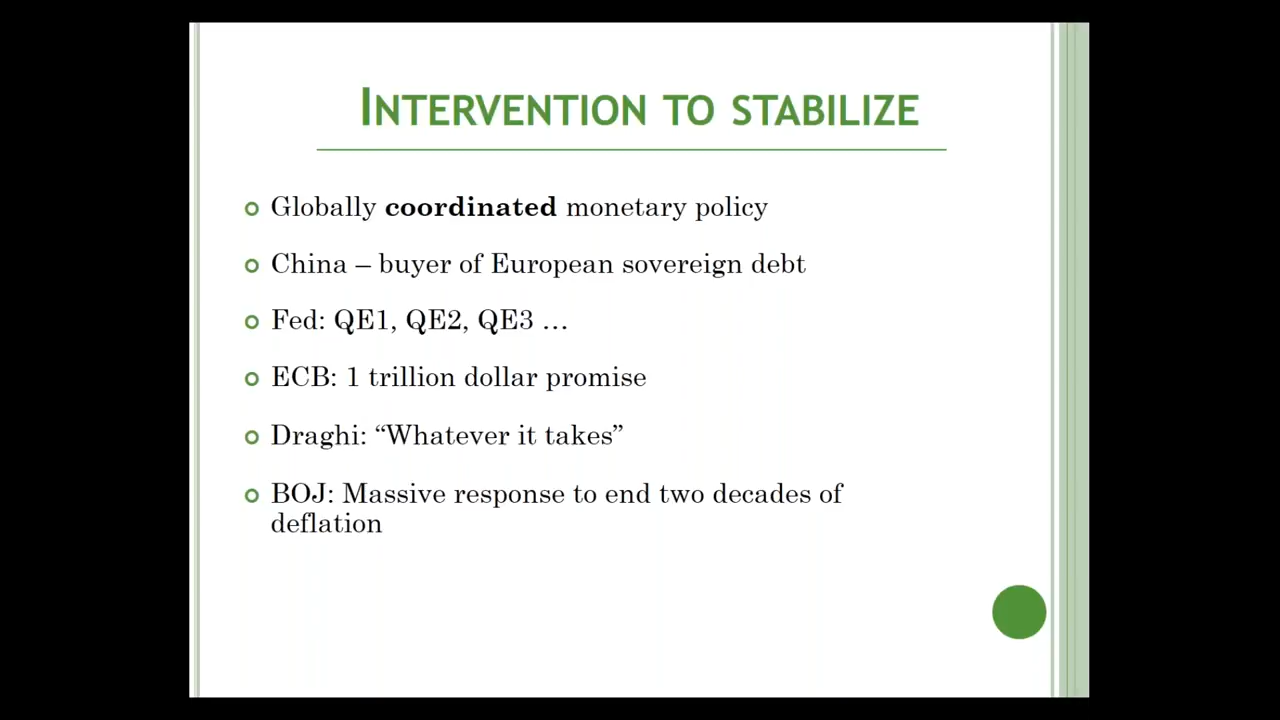 INTERVENTION TO STABILIZE
Globally coordinated monetary policy
China – buyer of European sovereign debt
Fed: QE1, QE2, QE3 …
ECB: 1 trillion dollar promise
Draghi: “Whatever it takes”
BOJ: Massive response to end two decades of
deflation